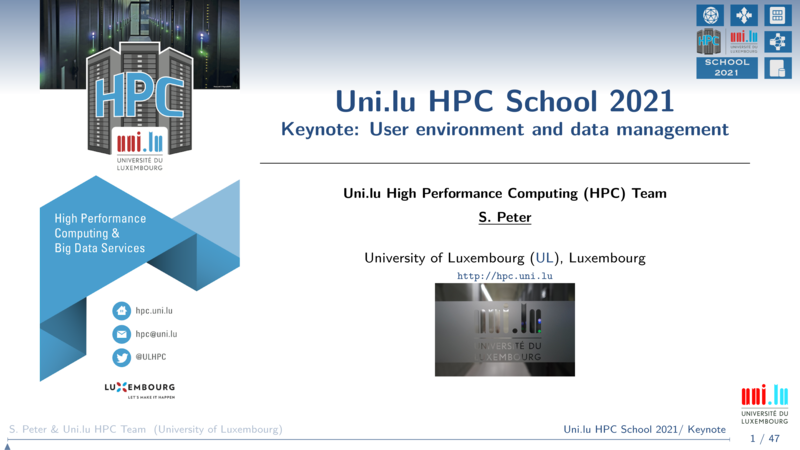 HPC
uni.lu
UNIVERSITÉ DU
LUXEMBOURG
High Performance
Computing &
Big Data Services
hpc.uni.lu
hpc@uni.lu
@ULHPC
LUXEMBOURG
LET'S MAKE IT HAPPEN
HPC
uni.lu
UNIVERSITÉ DU
LUXEMBOURG
SCHOOL
2021
Uni.lu HPC School 2021
Keynote: User environment and data management
Uni.lu High Performance Computing (HPC) Team
S. Peter
University of Luxembourg (UL), Luxembourg
http://hpc.uni.lu
uni.lu
UNIVERSITÉ DU
LUXEMBOURG
uni.lu
UNIVERSITÉ DU
LUXEMBOURG
S. Peter & Uni.lu HPC Team (University of Luxembourg)
Uni.lu HPC School 2021/ Keynote
1 / 47